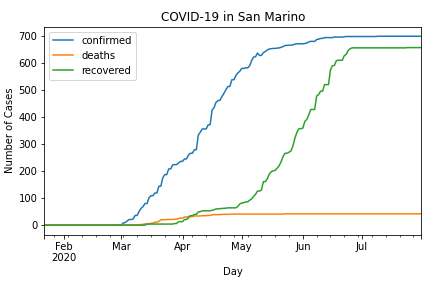 COVID-19 in San Marino
confirmed
deaths
recovered
Number of Cases
700
600
500
400
300
200
100
0
Feb
2020
Mar
Apr
May
Jun
Jul
Day